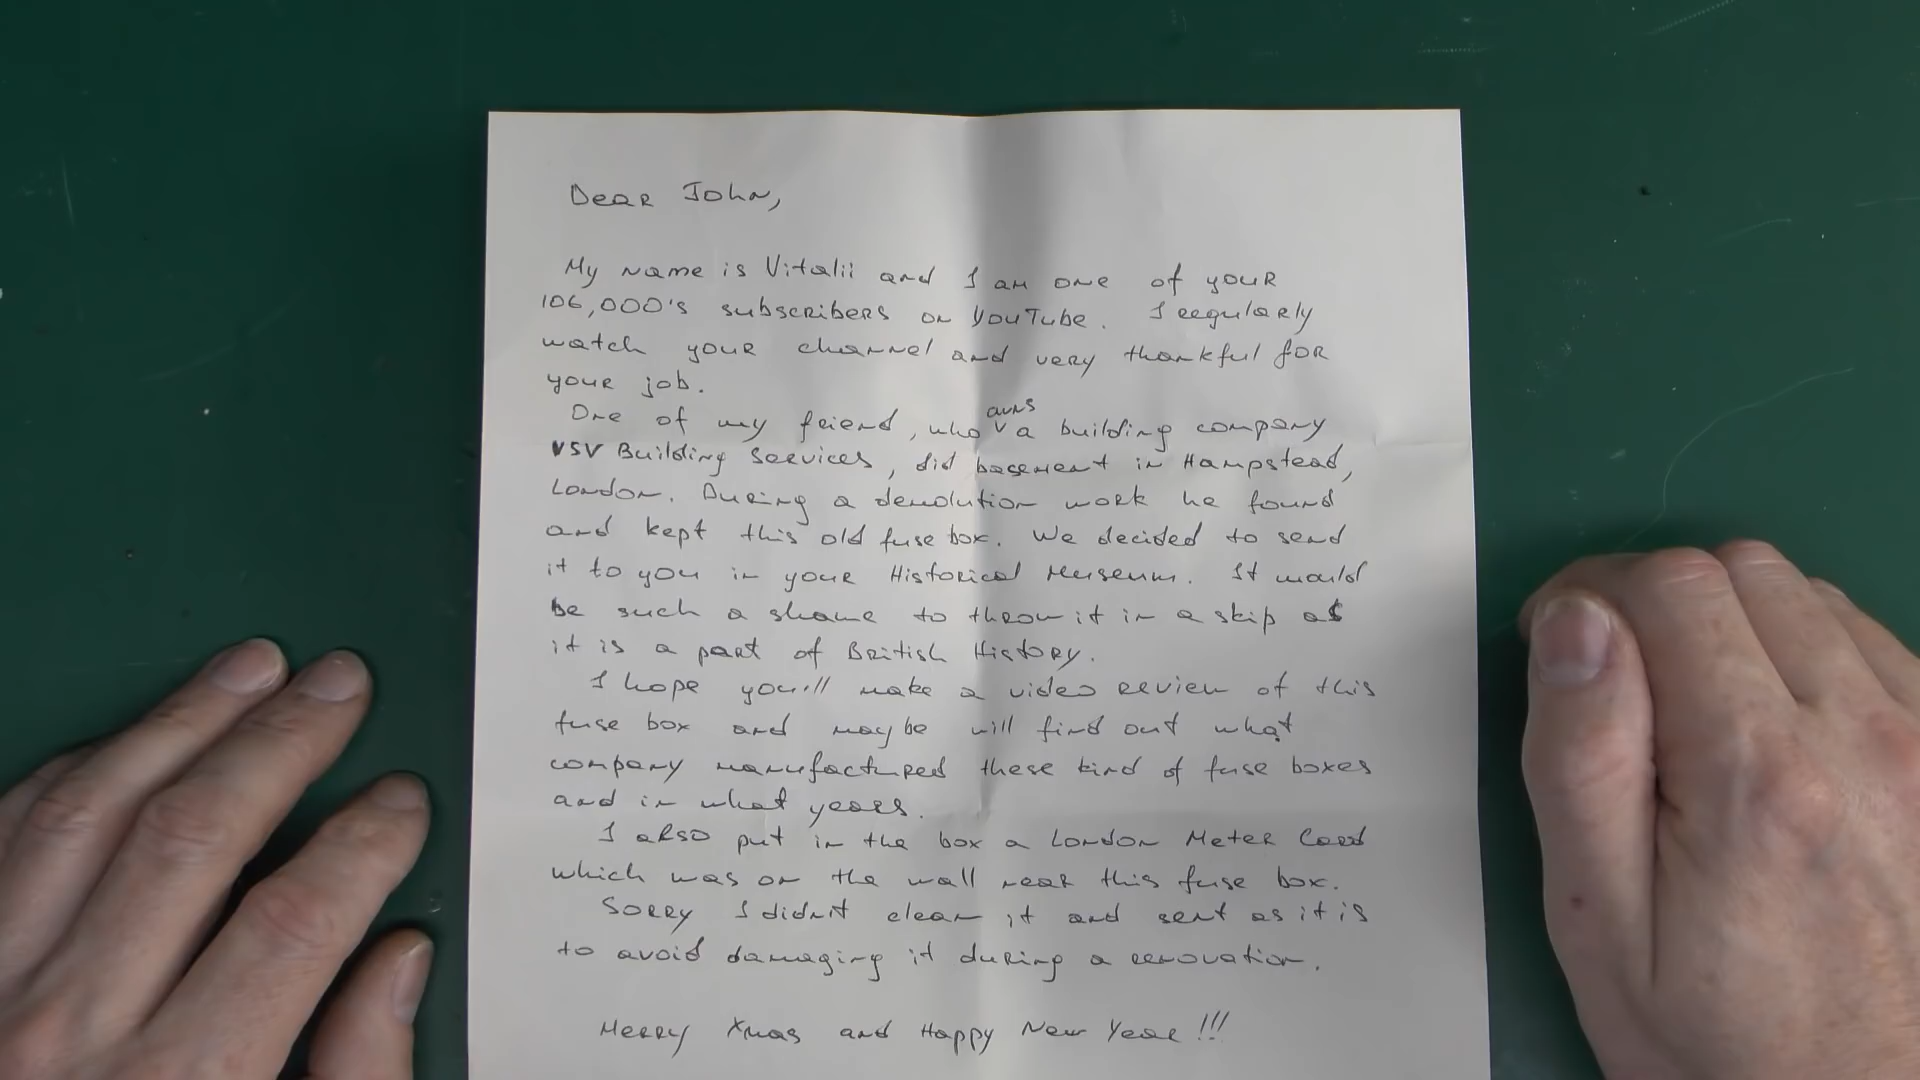 Dear John,
My name is Vitalii and I am one of your
106,000's subscribers on YouTube. I regularly
watch your channel and very thankful for
your job.
One of my friend, who owns a building company
VSV Building Services, did basement in Hampstead,
London. During a demolution work he found
and kept this old fuse box. We decided to send
it to you in your Historical Museum. It would
be such a shame to throw it in a skip as
it is a part of British History.
I hope you'll make a video review of this
fuse box and maybe will find out what
company manufactured these kind of fuse boxes
and in what years.
I also put in the box a London Meter Card
which was on the wall near this fuse box.
Sorry I didn't clean it and sent as it is
to avoid damaging it during a renovation.
Merry Xmas and Happy New Year!!!